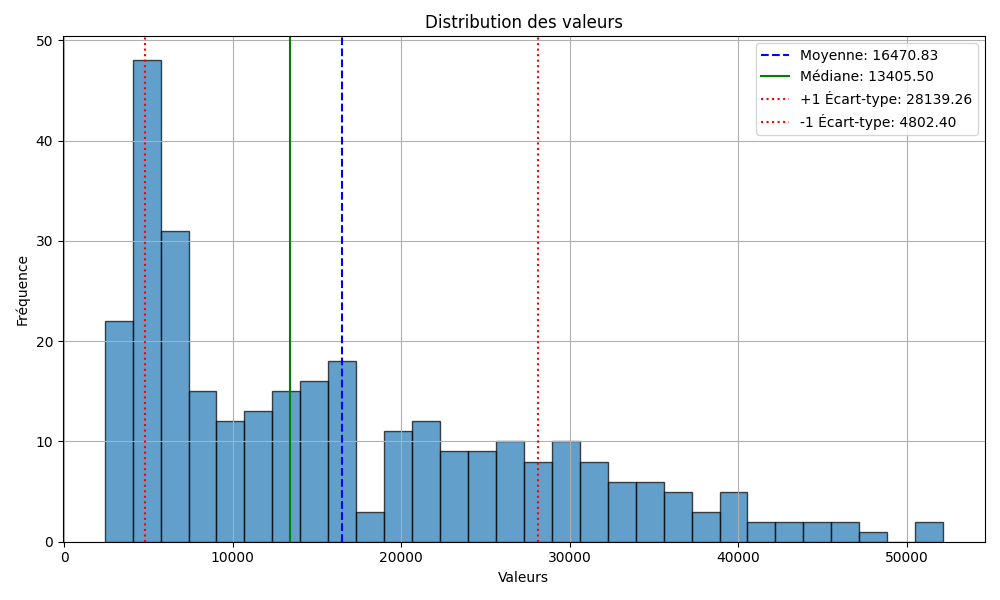 Distribution des valeurs
Moyenne: 16470.83
Médiane: 13405.50
+1 Écart-type: 28139.26
-1 Écart-type: 4802.40
Fréquence
50
40
30
20
10
0
0 10000 20000 30000 40000 50000
Valeurs